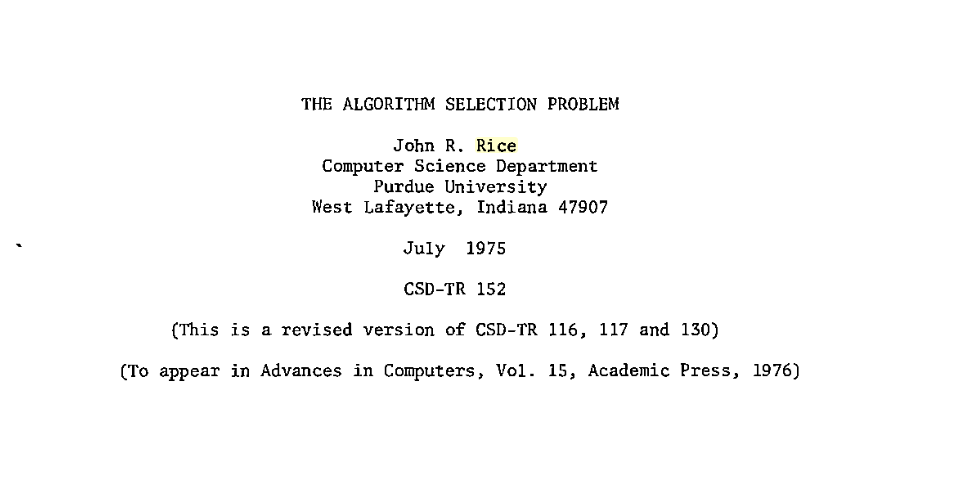 THE ALGORITHM SELECTION PROBLEM
John R. Rice
Computer Science Department
Purdue University
West Lafayette, Indiana 47907
July 1975
CSD-TR 152
(This is a revised version of CSD-TR 116, 117 and 130)
(To appear in Advances in Computers, Vol. 15, Academic Press, 1976)